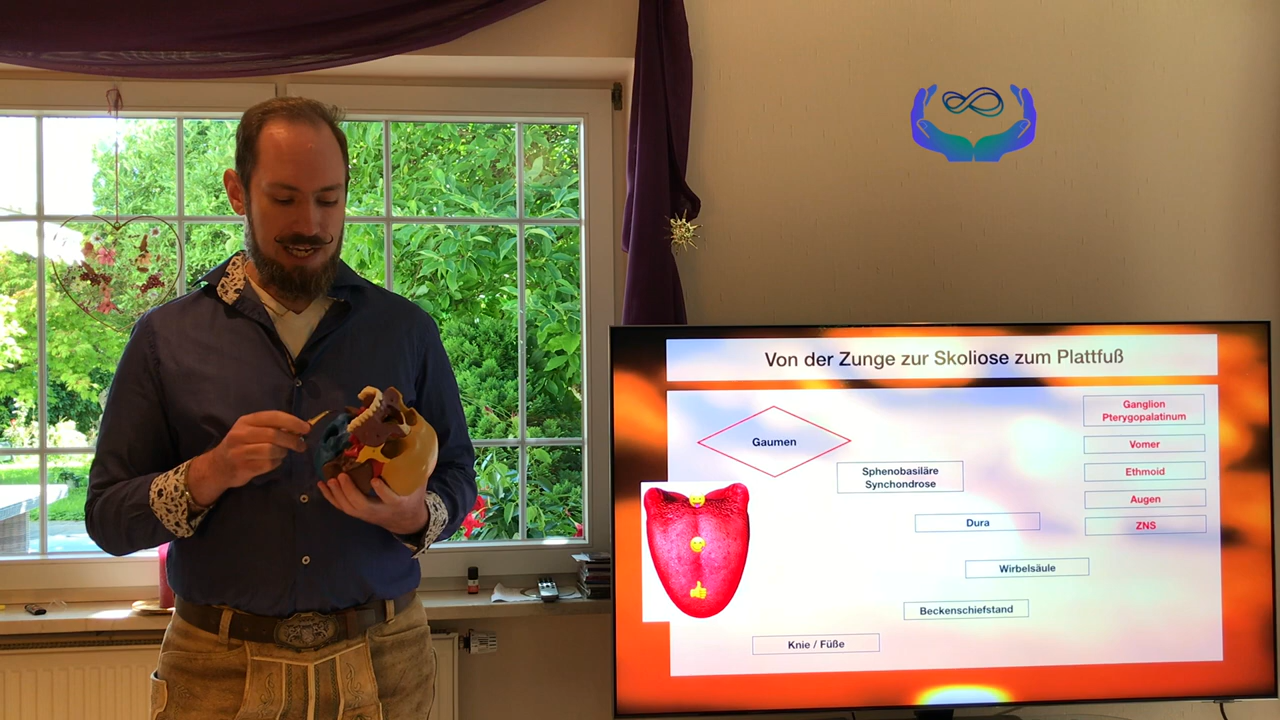 Von der Zunge zur Skoliose zum Plattfuß
Gaumen
Sphenobasiläre
Synchondrose
Dura
Wirbelsäule
Beckenschiefstand
Knie / Füße
Ganglion
Pterygopalatinum
Vomer
Ethmoid
Augen
ZNS